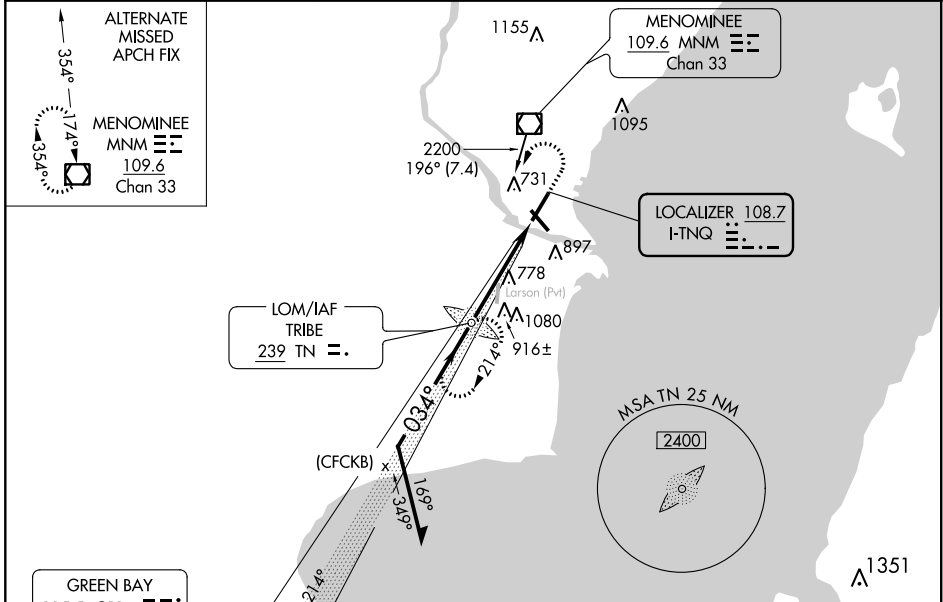 ALTERNATE
MISSED
APCH FIX
354°
174°
354°
MENOMINEE
MNM
109.6
Chan 33
1155
MENOMINEE
109.6 MNM
Chan 33
1095
2200
196° (7.4)
731
LOCALIZER 108.7
I-TNQ
897
778
Larson (Pvt)
LOM/IAF
TRIBE
239 TN
1080
916±
214°
034°
MSA TN 25 NM
2400
(CFCKB)
169°
349°
1351
214°
GREEN BAY